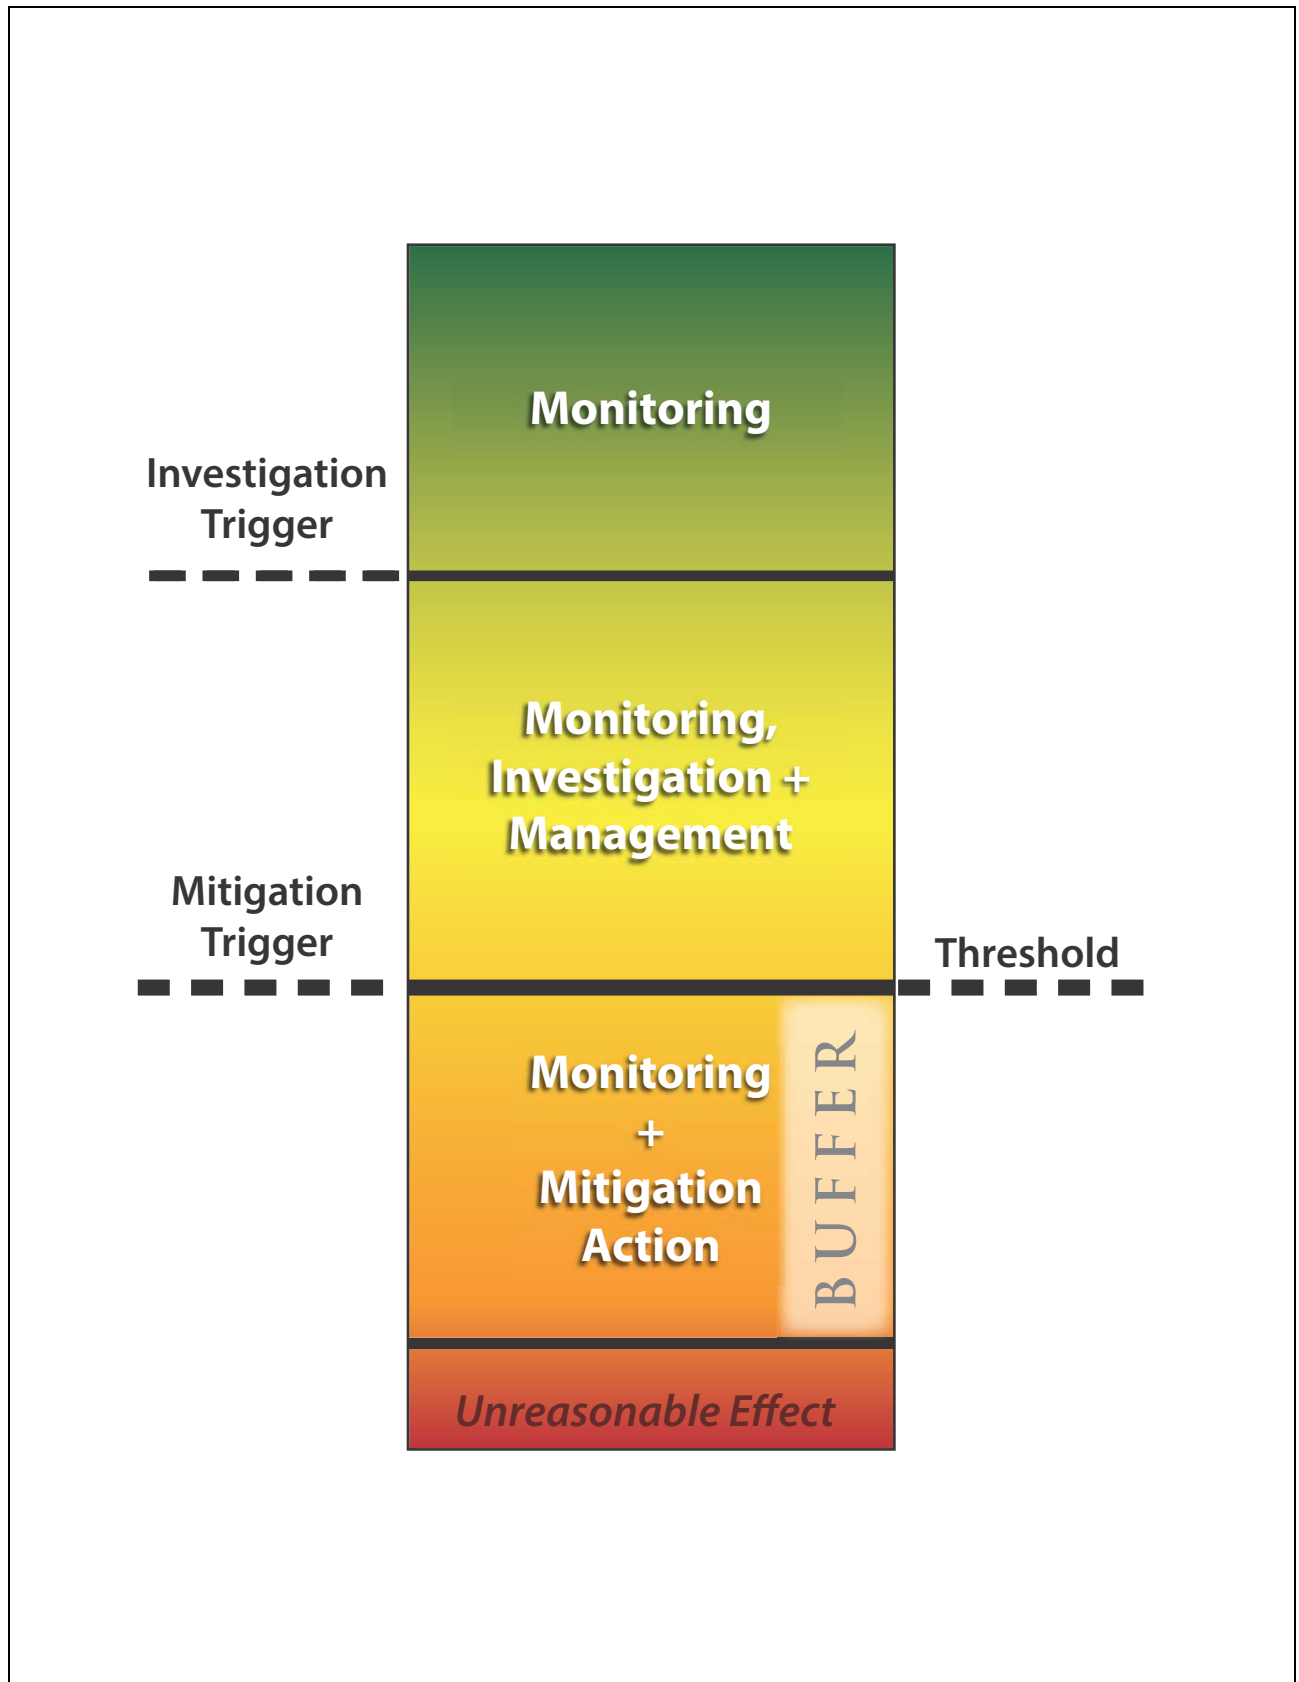 Monitoring
Investigation
Trigger
Monitoring,
Investigation +
Management
Mitigation
Trigger
Threshold
Monitoring
+
Mitigation
Action
BUFFER
Unreasonable Effect